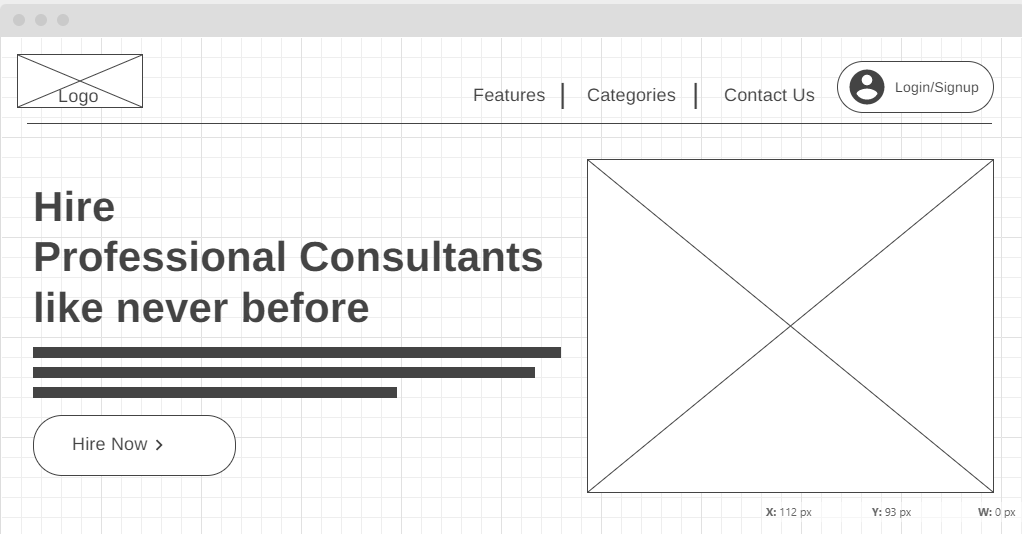 Logo
Features | Categories | Contact Us
Login/Signup
Hire
Professional Consultants
like never before
Hire Now >
X: 112 px Y: 93 px W: 0 px